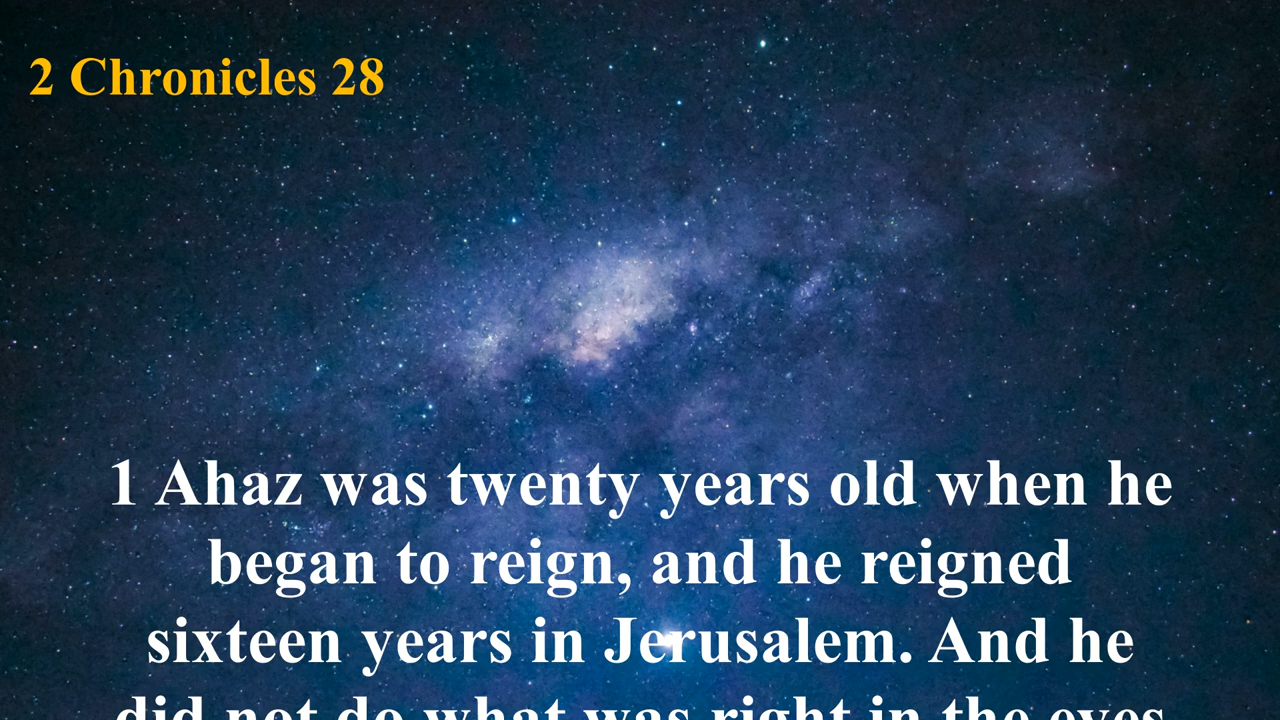 2 Chronicles 28
1 Ahaz was twenty years old when he
began to reign, and he reigned
sixteen years in Jerusalem. And he
did not do what was right in the eyes